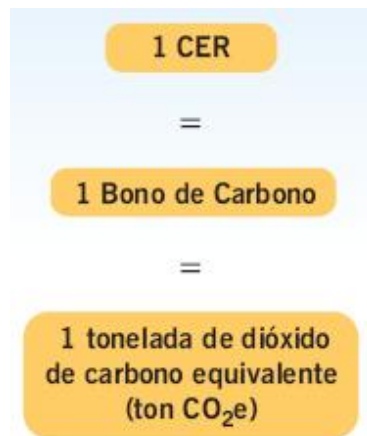 1 CER
=
1 Bono de Carbono
=
1 tonelada de dióxido
de carbono equivalente
(ton CO₂e)